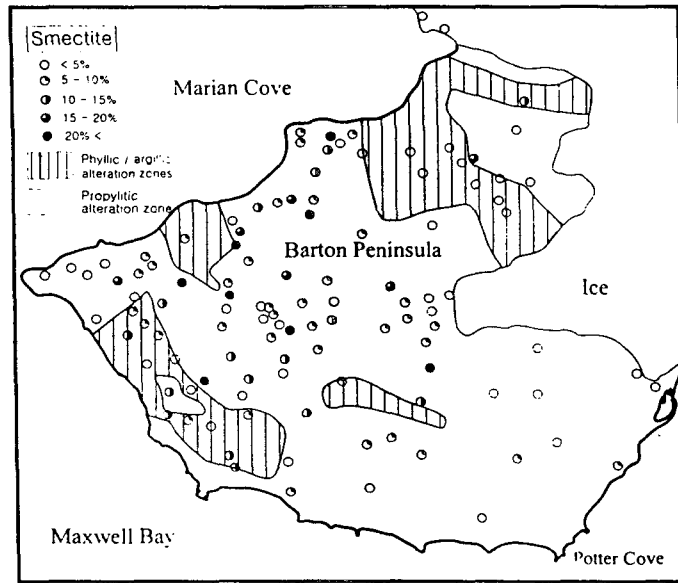 Smectite
< 5%
5 - 10%
10 - 15%
15 - 20%
20% <
Phyllic / argillic
alteration zones
Propylitic
alteration zone
Marian Cove
Barton Peninsula
Ice
Maxwell Bay
Potter Cove